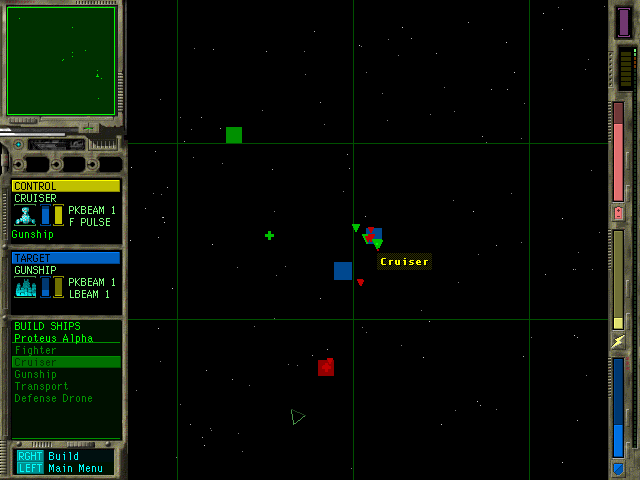 CONTROL
CRUISER
PKBEAM 1
F PULSE
Gunship
TARGET
GUNSHIP
PKBEAM 1
LBEAM 1
BUILD SHIPS
Proteus Alpha
Fighter
Cruiser
Gunship
Transport
Defense Drone
RGHT Build
LEFT Main Menu
Cruiser